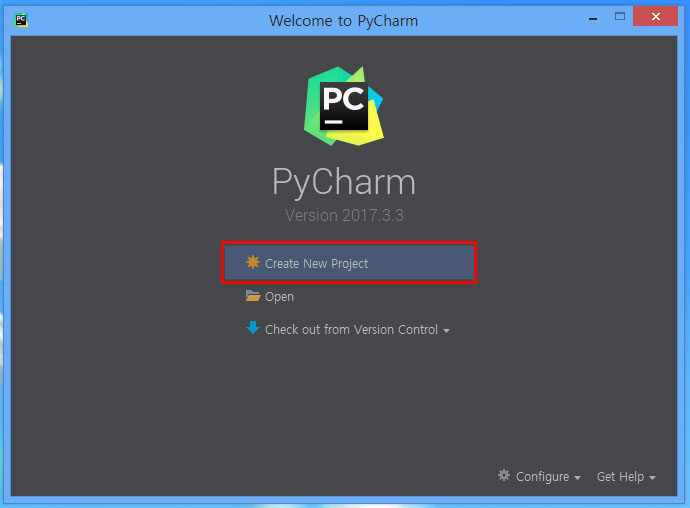 Welcome to PyCharm
PC
PC
PyCharm
Version 2017.3.3
Create New Project
Open
Check out from Version Control
Configure
Get Help